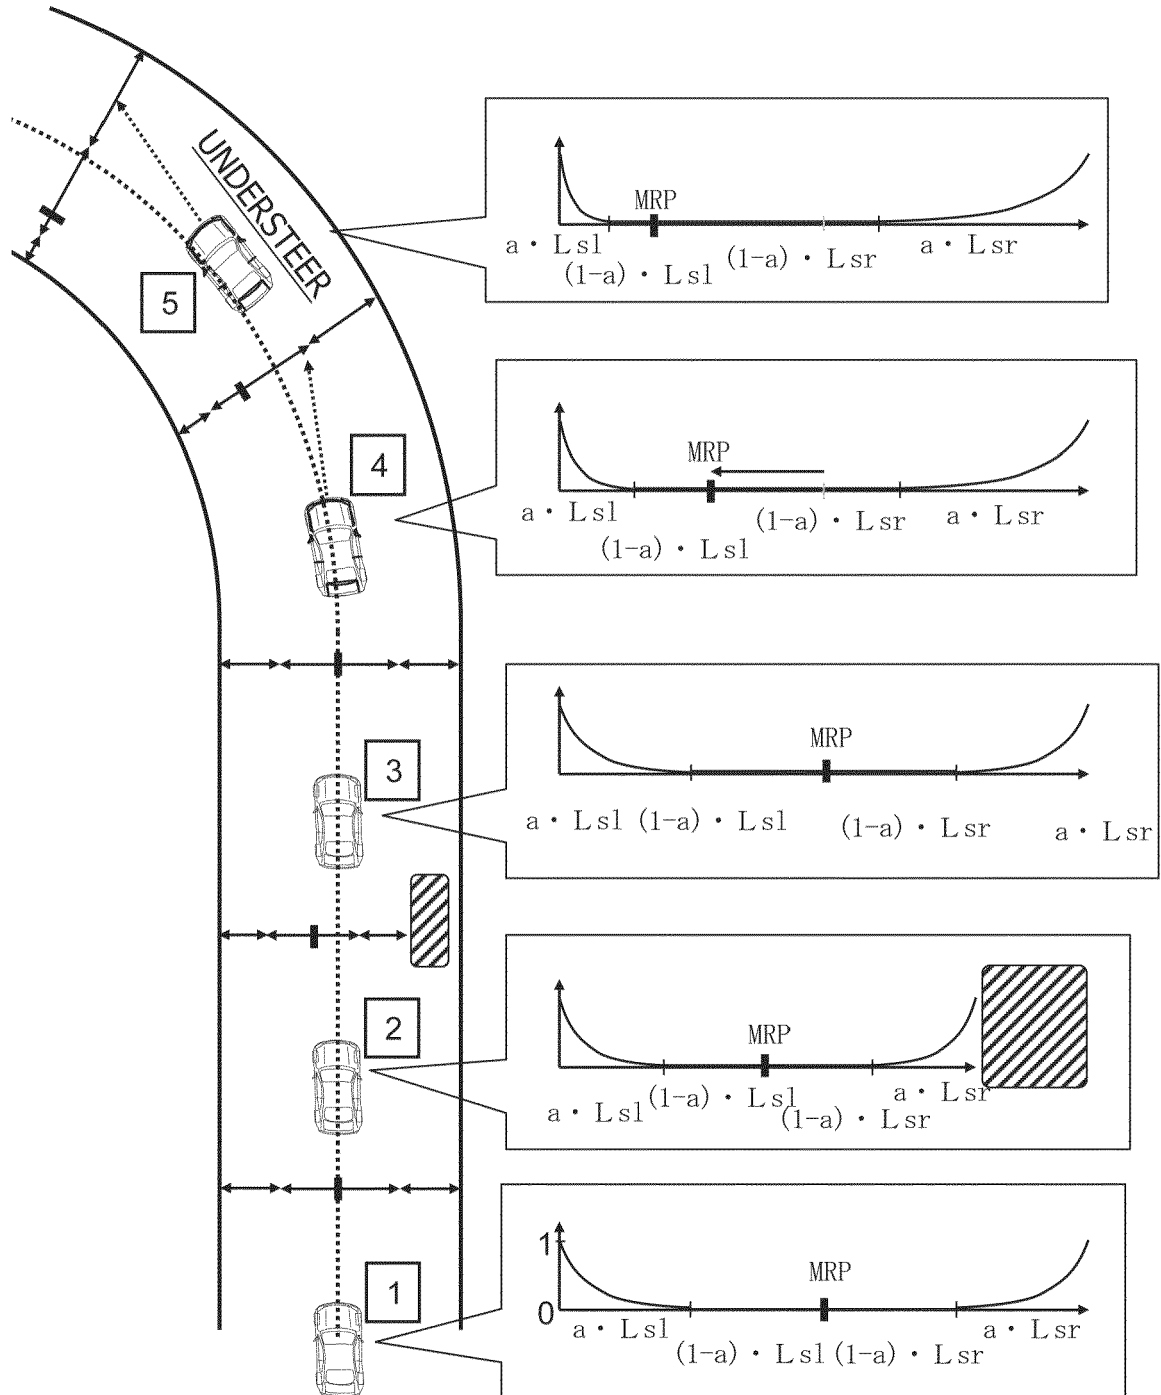 UNDERSTEER
MRP
a・Lsl
(1-a)・Lsl
(1-a)・Lsr
a・Lsr
5
4
MRP
a・Lsl
(1-a)・Lsl
(1-a)・Lsr
a・Lsr
3
MRP
a・Lsl (1-a)・Lsl (1-a)・Lsr a・Lsr
2
MRP
a・Lsl
(1-a)・Lsl
(1-a)・Lsr
a・Lsr
1
1
0
MRP
a・Lsl
(1-a)・Lsl (1-a)・Lsr
a・Lsr